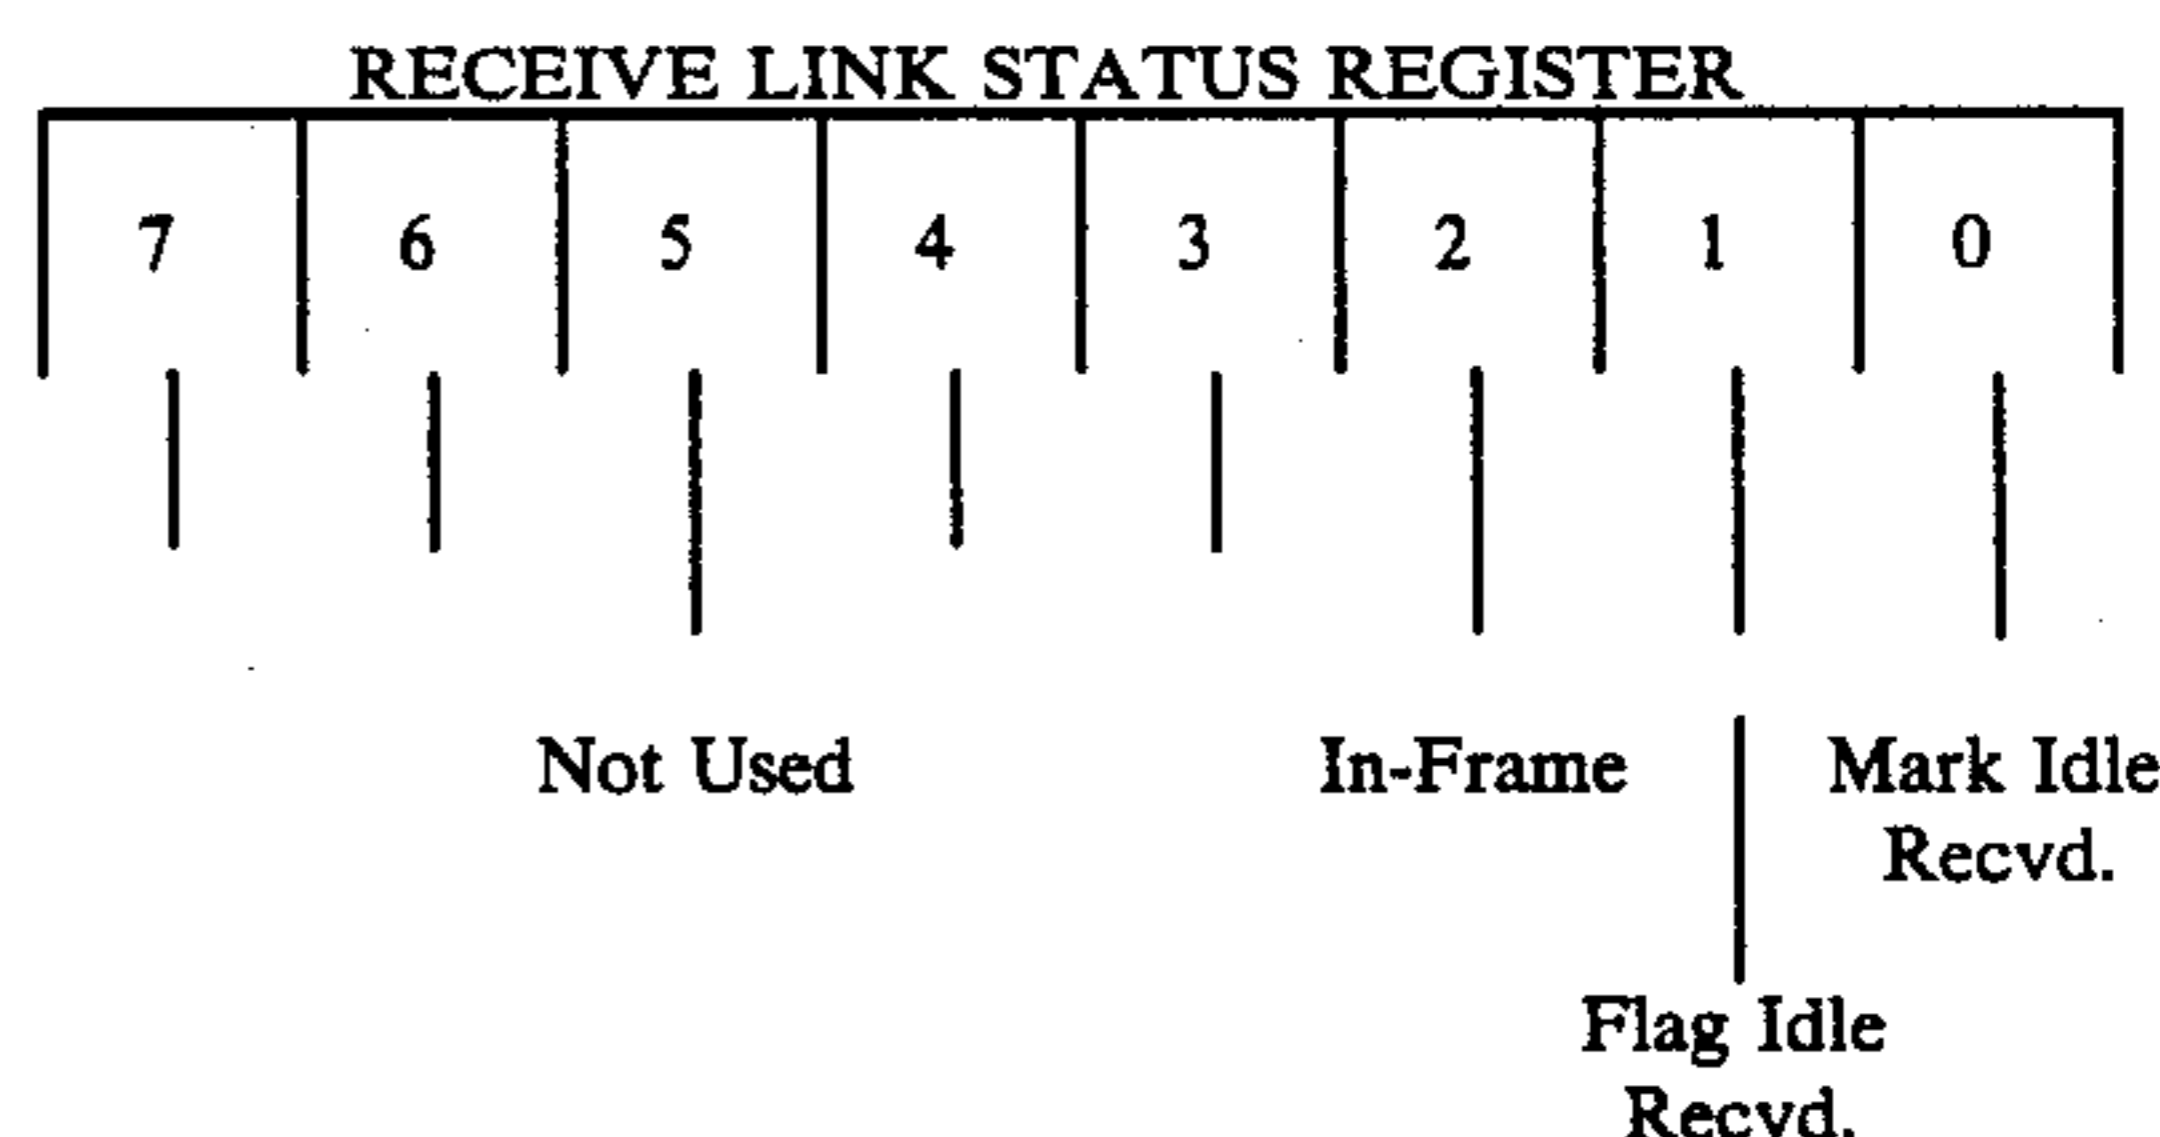 RECEIVE LINK STATUS REGISTER
7 6 5 4 3 2 1 0
Not Used In-Frame Mark Idle
Recvd.
Flag Idle
Recvd.